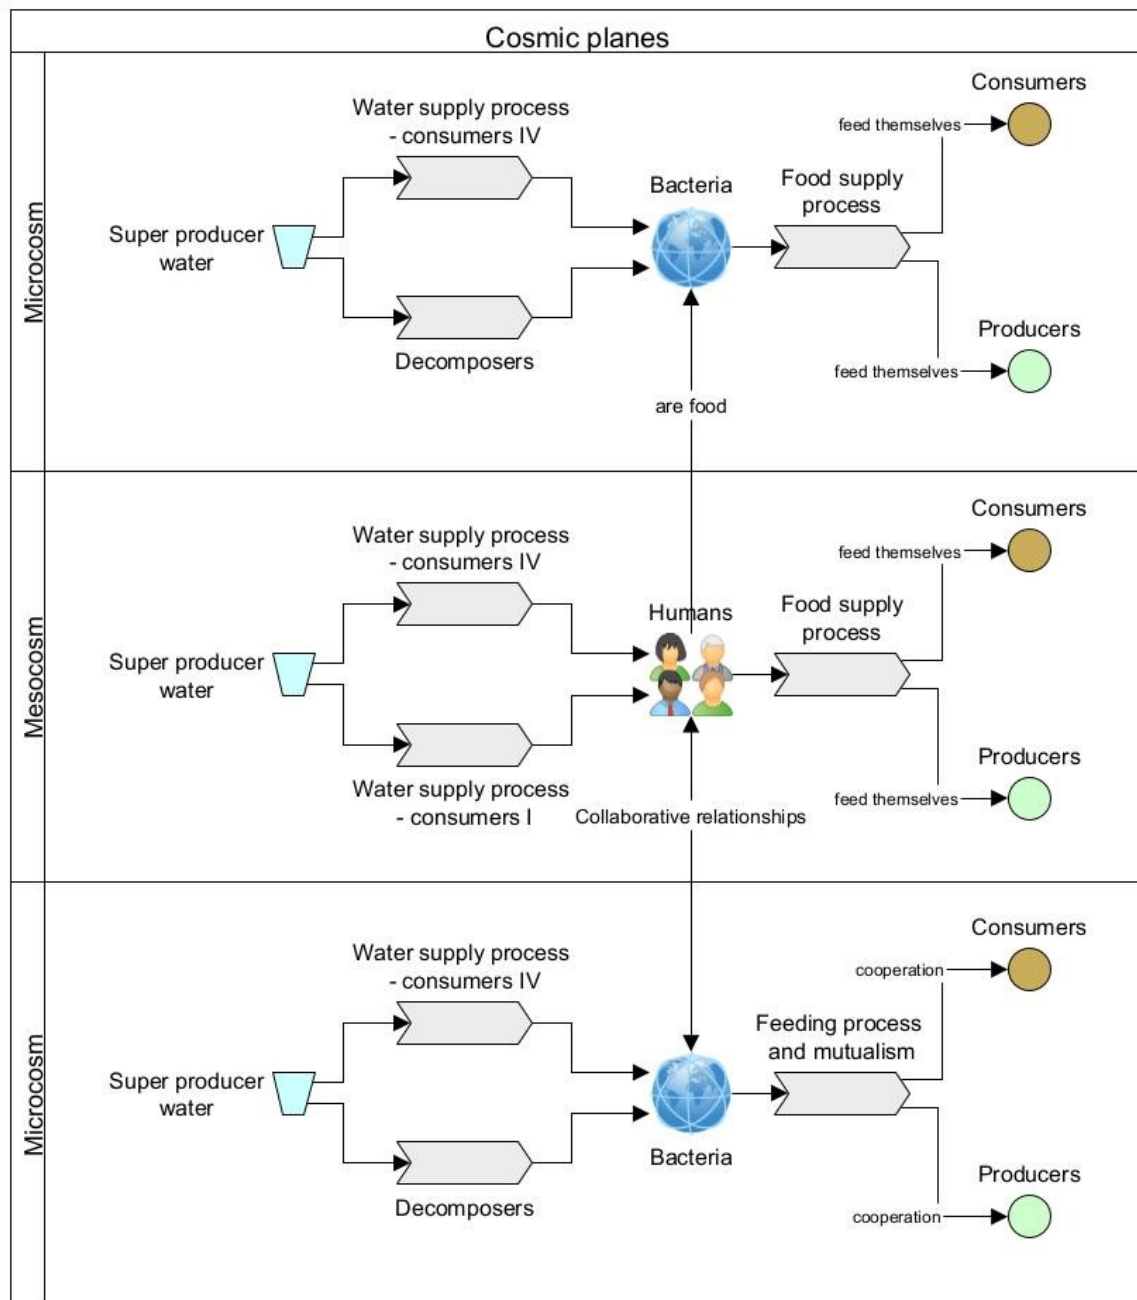 Cosmic planes
Microcosm
Consumers
Water supply process
- consumers IV
feed themselves
Bacteria
Food supply
process
Super producer
water
Producers
Decomposers
feed themselves
are food
Mesocosm
Consumers
Water supply process
- consumers IV
feed themselves
Humans
Food supply
process
Super producer
water
Producers
Water supply process
- consumers I
feed themselves
Collaborative relationships
Microcosm
Consumers
Water supply process
- consumers IV
cooperation
Feeding process
and mutualism
Super producer
water
Bacteria
Producers
Decomposers
cooperation